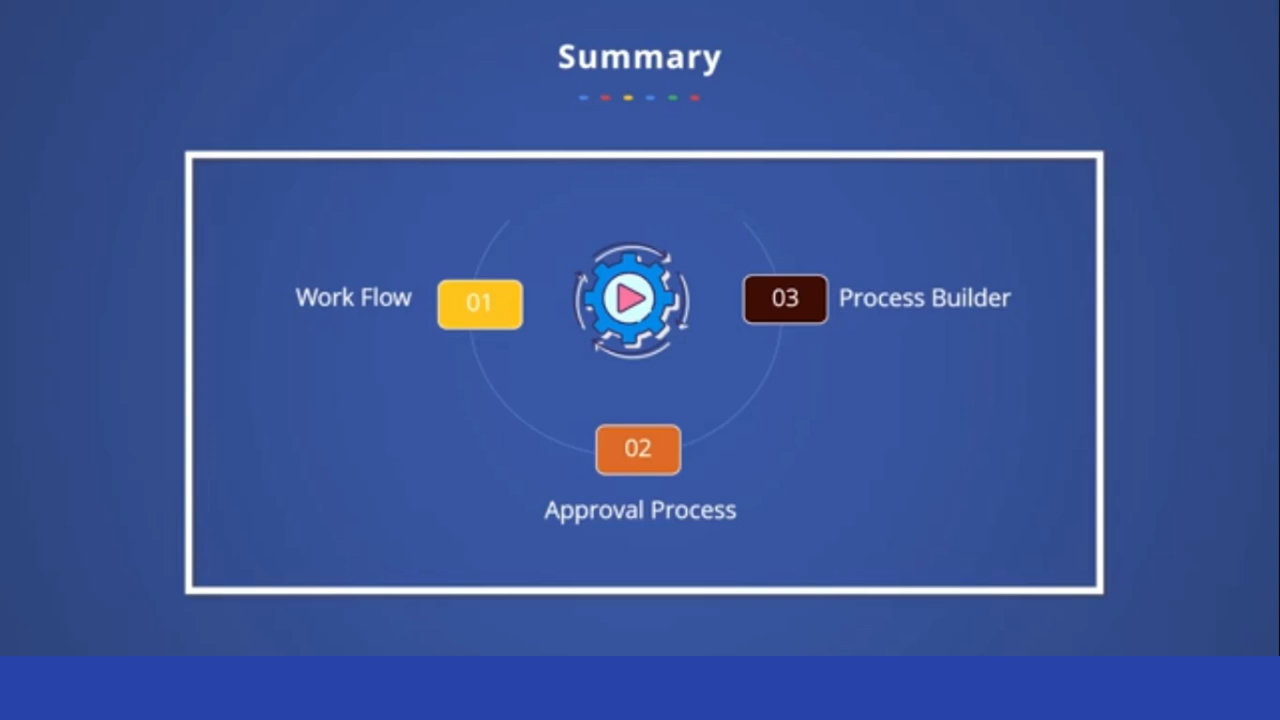 Summary
Work Flow
01
03
Process Builder
02
Approval Process